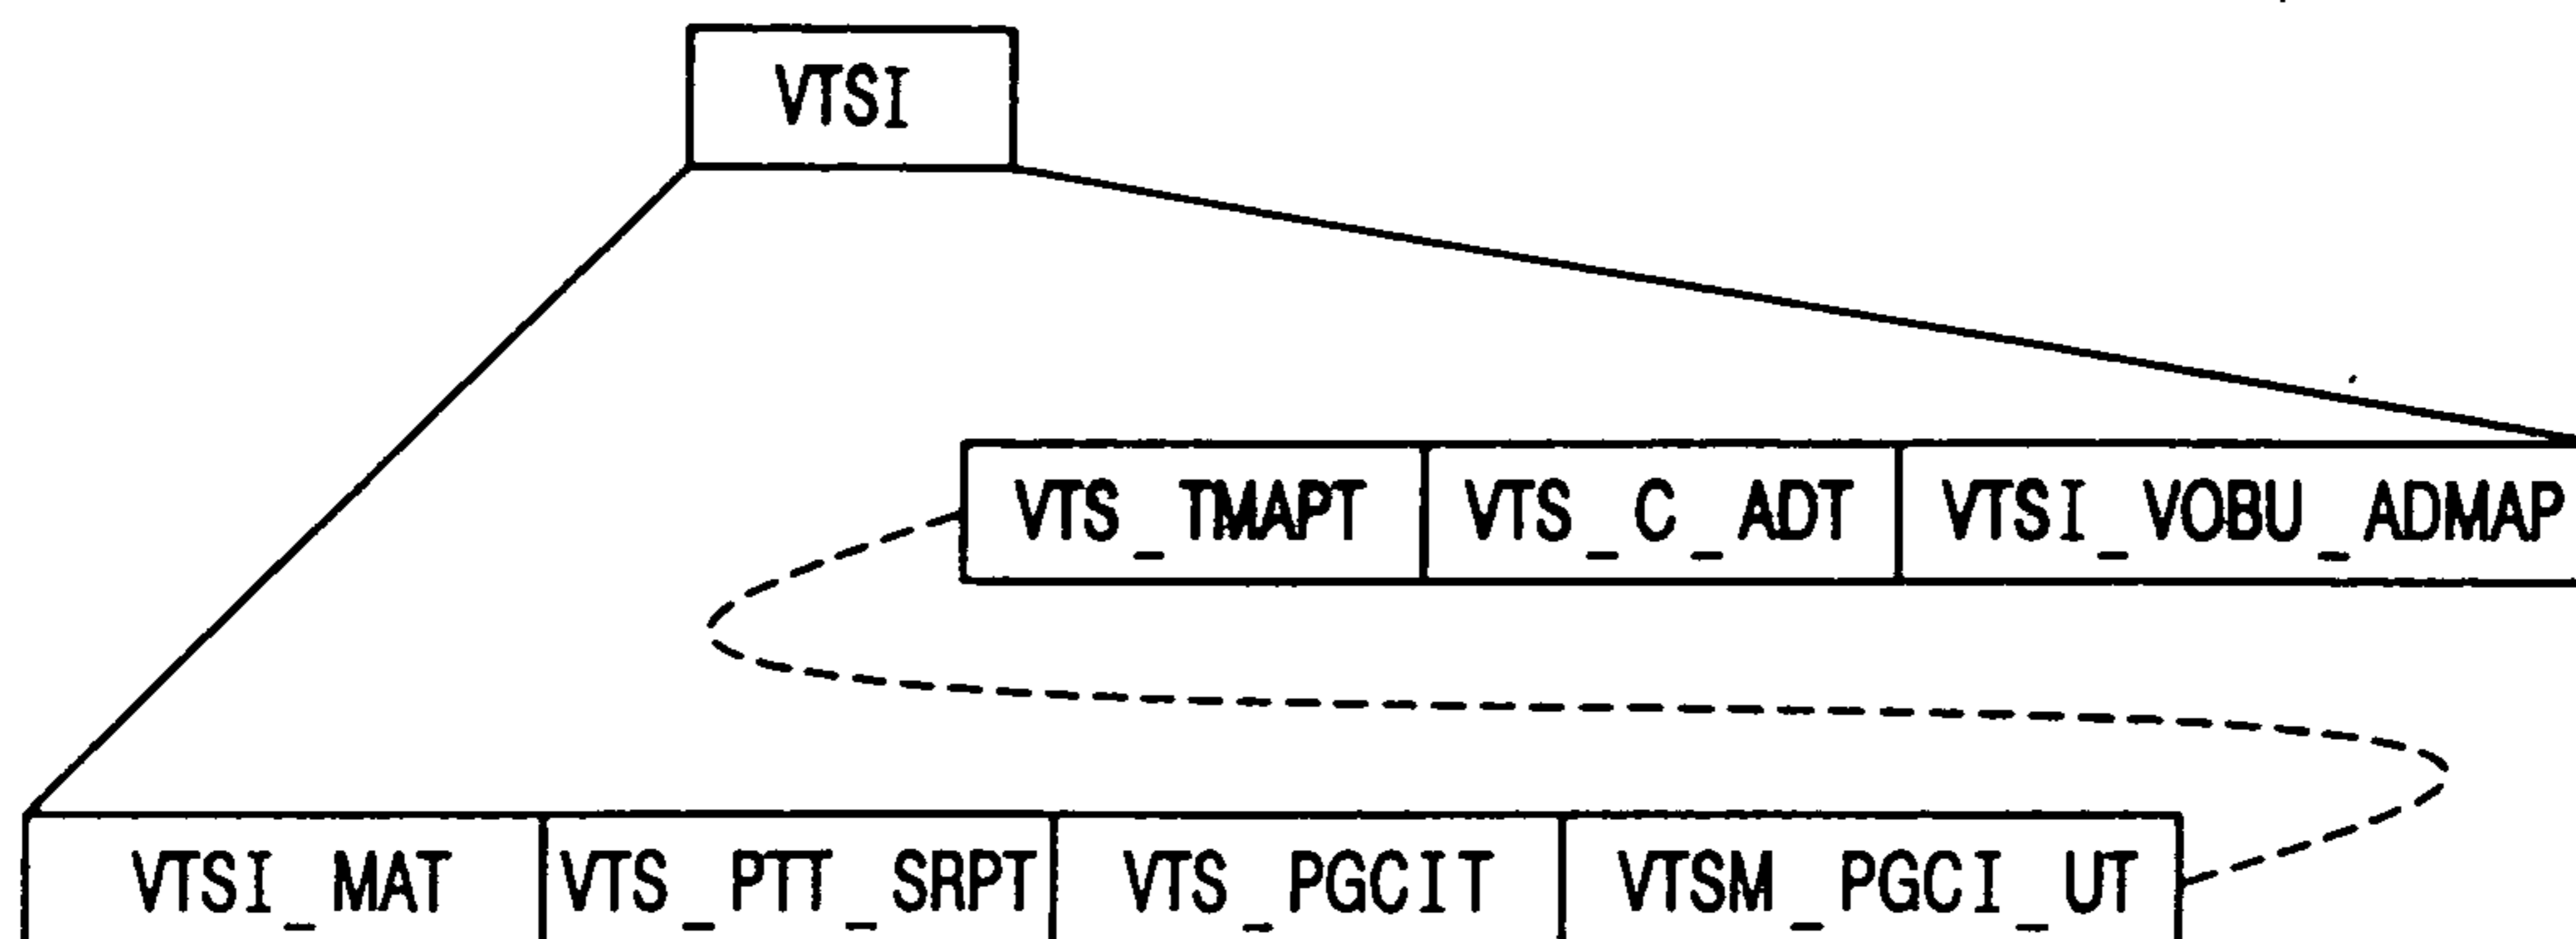 VTSI
VTS_TMAPT VTS_C_ADT VTSI_VOBU_ADMAP
VTSI_MAT VTS_PTT_SRPT VTS_PGCIT VTSM_PGCI_UT